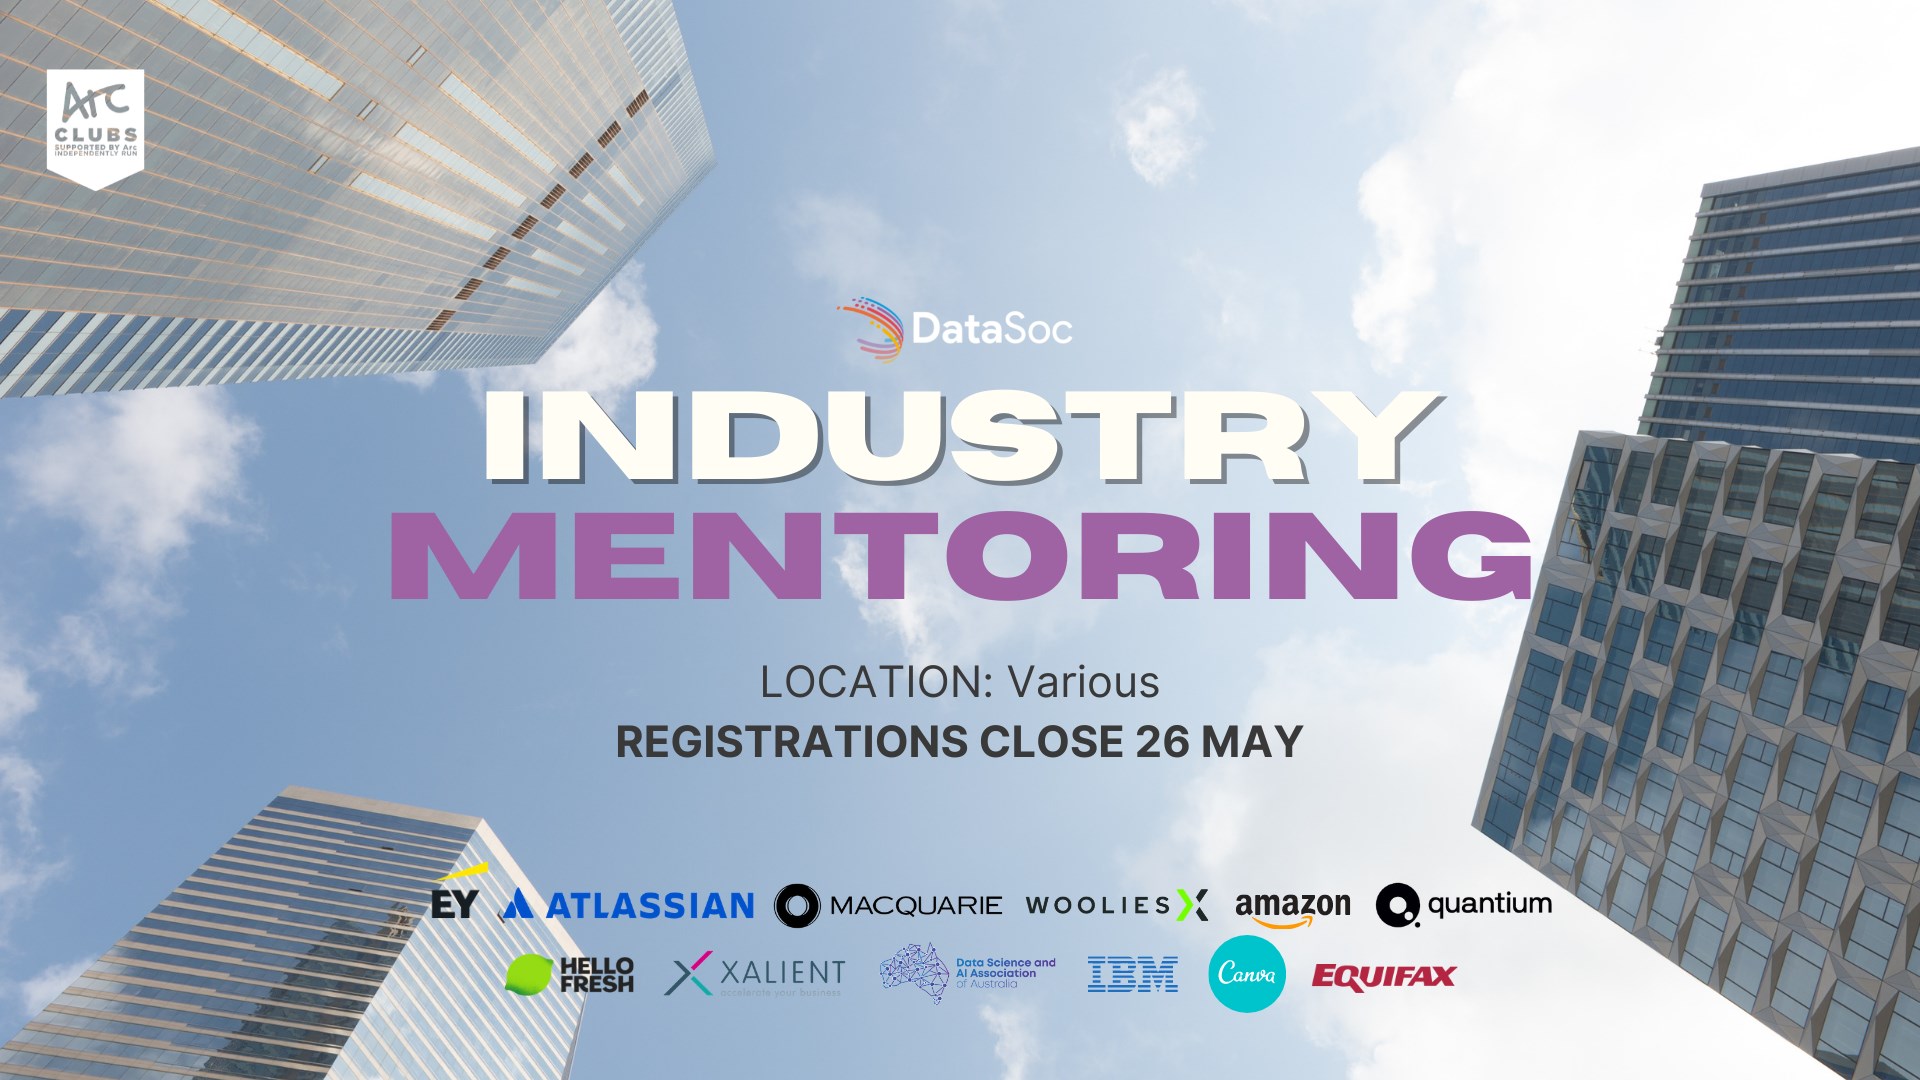 Arc
CLUBS
SUPPORTED BY Arc
INDEPENDENTLY RUN
DataSoc
INDUSTRY
MENTORING
LOCATION: Various
REGISTRATIONS CLOSE 26 MAY
EY ATLASSIAN MACQUARIE WOOLIESX amazon quantium
HELLO
FRESH
XALIENT
accelerate your business
Data Science and
AI Association
of Australia
IBM
Canva
EQUIFAX